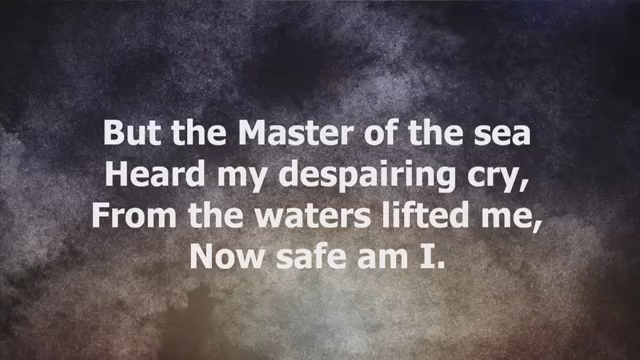 But the Master of the sea
Heard my despairing cry,
From the waters lifted me,
Now safe am I.